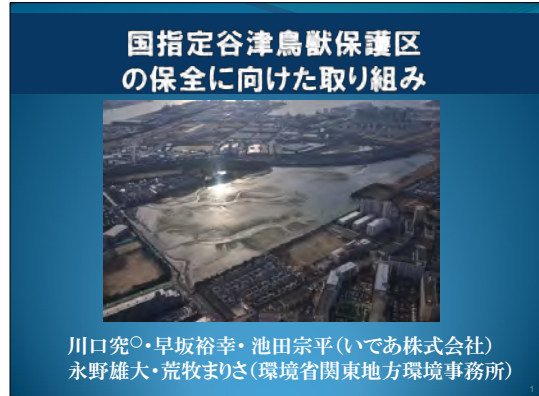 国指定谷津鳥獣保護区
の保全に向けた取り組み
川口究○・早坂裕幸・池田宗平(いであ株式会社)
永野雄大・荒牧まりさ(環境省関東地方環境事務所)
1